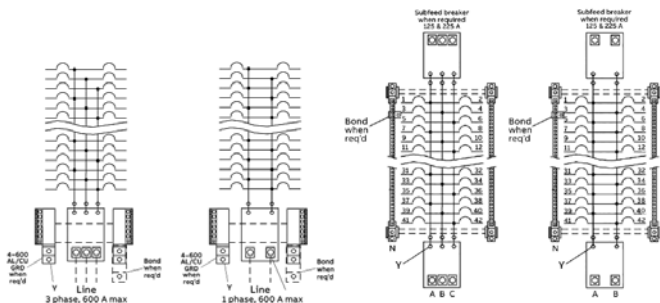 4-600
AL/CU
GRD
when
req'd
Y
Line
3 phase, 600 A max
Bond
when
req'd
4-600
AL/CU
GRD
when
req'd
Y
Line
1 phase, 600 A max
Bond
when
req'd
Subfeed breaker
when required
125 & 225 A
Bond
when
req'd
1 2
3 4
5 6
7 8
9 10
11 12
31 32
33 34
35 36
37 38
39 40
41 42
N
Y
A B C
Subfeed breaker
when required
125 & 225 A
Bond
when
req'd
1 2
3 4
5 6
7 8
9 10
11 12
31 32
33 34
35 36
37 38
39 40
41 42
N
Y
A B